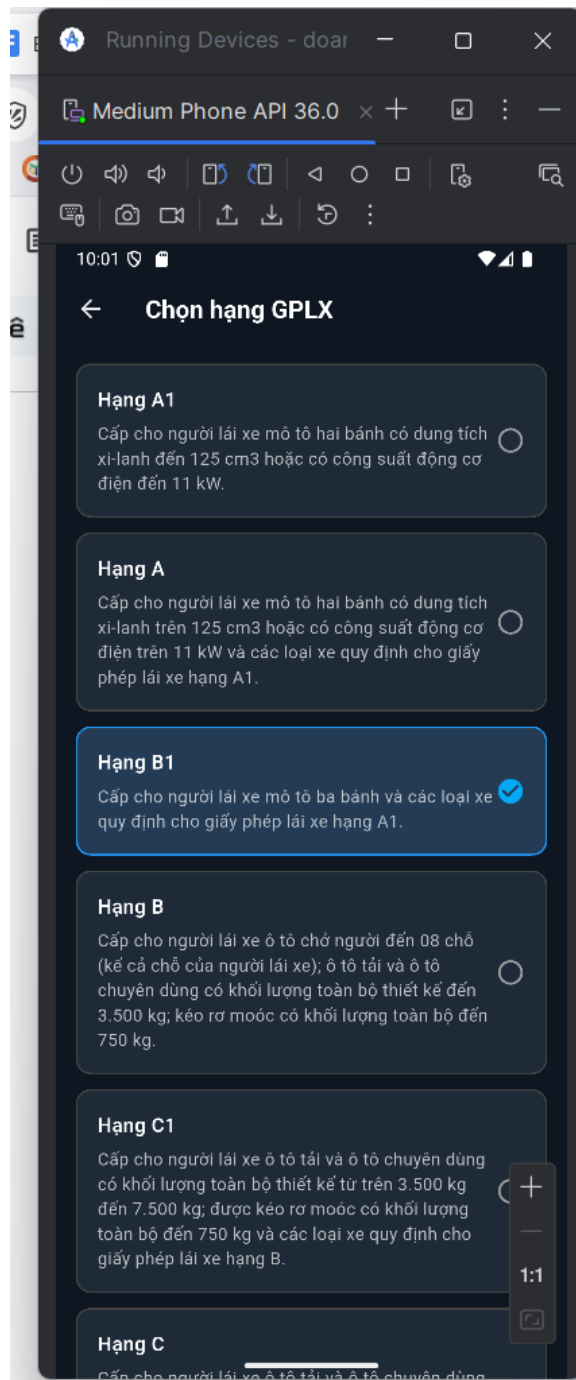 Running Devices - doar
Medium Phone API 36.0
10:01
Chọn hạng GPLX
Hạng A1
Cấp cho người lái xe mô tô hai bánh có dung tích
xi-lanh đến 125 cm3 hoặc có công suất động cơ
điện đến 11 kW.
Hạng A
Cấp cho người lái xe mô tô hai bánh có dung tích
xi-lanh trên 125 cm3 hoặc có công suất động cơ
điện trên 11 kW và các loại xe quy định cho giấy
phép lái xe hạng A1.
Hạng B1
Cấp cho người lái xe mô tô ba bánh và các loại xe
quy định cho giấy phép lái xe hạng A1.
Hạng B
Cấp cho người lái xe ô tô chở người đến 08 chỗ
(kể cả chỗ của người lái xe); ô tô tải và ô tô
chuyên dùng có khối lượng toàn bộ thiết kế đến
3.500 kg; kéo rơ moóc có khối lượng toàn bộ đến
750 kg.
Hạng C1
Cấp cho người lái xe ô tô tải và ô tô chuyên dùng
có khối lượng toàn bộ thiết kế từ trên 3.500 kg
đến 7.500 kg; được kéo rơ moóc có khối lượng
toàn bộ đến 750 kg và các loại xe quy định cho
giấy phép lái xe hạng B.
1:1
Hạng C
Cấp cho người lái xe ô tô tải và ô tô chuyên dùng
ê